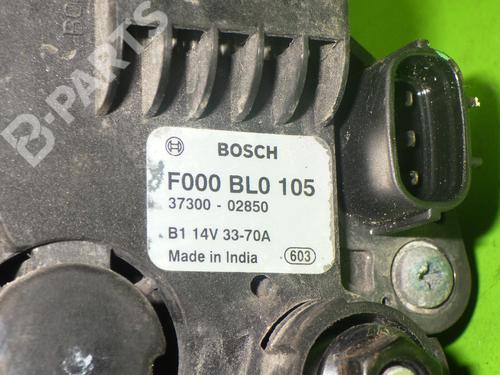 B-PARTS
BOSCH
F000 BL0 105
37300 - 02850
B1 14V 33-70A
Made in India 603